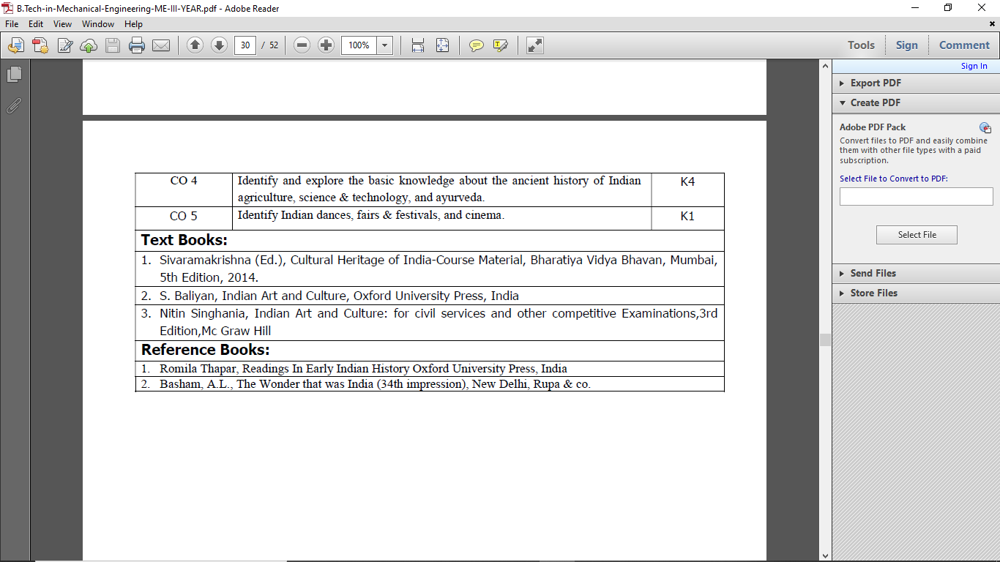 B.Tech-in-Mechanical-Engineering-ME-III-YEAR.pdf - Adobe Reader
File Edit View Window Help
30 / 52 100% Tools Sign Comment
Sign In
Export PDF
Create PDF
Adobe PDF Pack
Convert files to PDF and easily combine
them with other file types with a paid
subscription.
Select File to Convert to PDF:
Select File
Send Files
Store Files
CO 4 Identify and explore the basic knowledge about the ancient history of Indian K4
agriculture, science & technology, and ayurveda.
CO 5 Identify Indian dances, fairs & festivals, and cinema. K1
Text Books:
1. Sivaramakrishna (Ed.), Cultural Heritage of India-Course Material, Bharatiya Vidya Bhavan, Mumbai,
5th Edition, 2014.
2. S. Baliyan, Indian Art and Culture, Oxford University Press, India
3. Nitin Singhania, Indian Art and Culture: for civil services and other competitive Examinations,3rd
Edition,Mc Graw Hill
Reference Books:
1. Romila Thapar, Readings In Early Indian History Oxford University Press, India
2. Basham, A.L., The Wonder that was India (34th impression), New Delhi, Rupa & co.